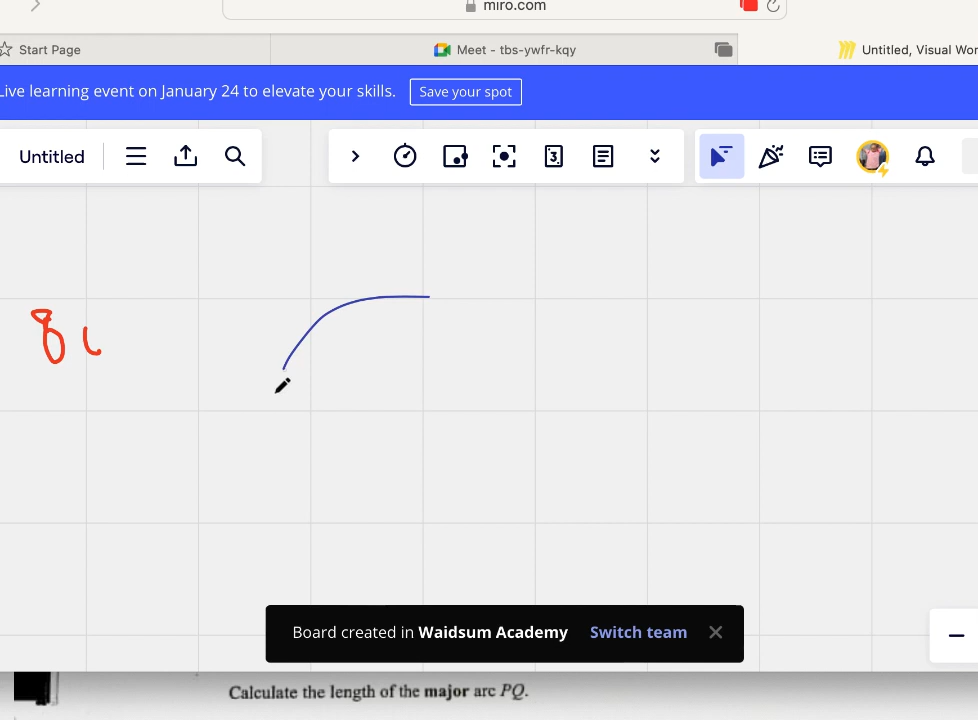 miro.com
Start Page
Meet - tbs-ywfr-kqy
Untitled, Visual Wor
Live learning event on January 24 to elevate your skills. Save your spot
Untitled
3
8
Board created in Waidsum Academy Switch team
Calculate the length of the major arc PQ.